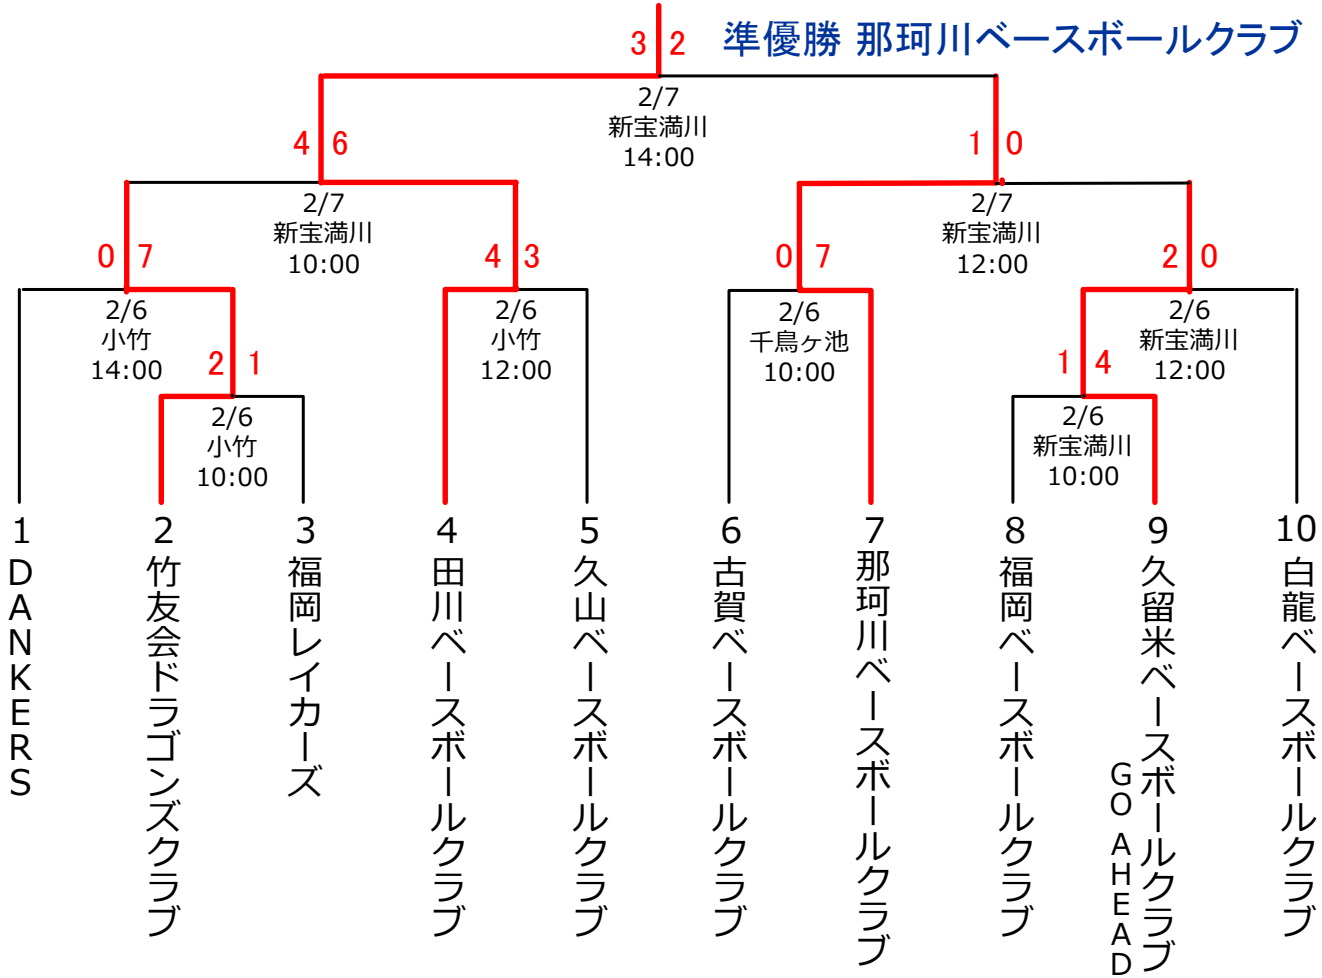 準優勝 那珂川ベースボールクラブ
3 2
2/7
新宝満川
14:00
4 6
1 0
2/7
新宝満川
10:00
2/7
新宝満川
12:00
0 7
4 3
0 7
2 0
2/6
小竹
14:00
2/6
小竹
12:00
2/6
千鳥ヶ池
10:00
2/6
新宝満川
12:00
2 1
1 4
2/6
小竹
10:00
2/6
新宝満川
10:00
1
DANKERS
2
竹友会ドラゴンズクラブ
3
福岡レイカーズ
4
田川ベースボールクラブ
5
久山ベースボールクラブ
6
古賀ベースボールクラブ
7
那珂川ベースボールクラブ
8
福岡ベースボールクラブ
9
久留米ベースボールクラブ
GO AHEAD
10
白龍ベースボールクラブ